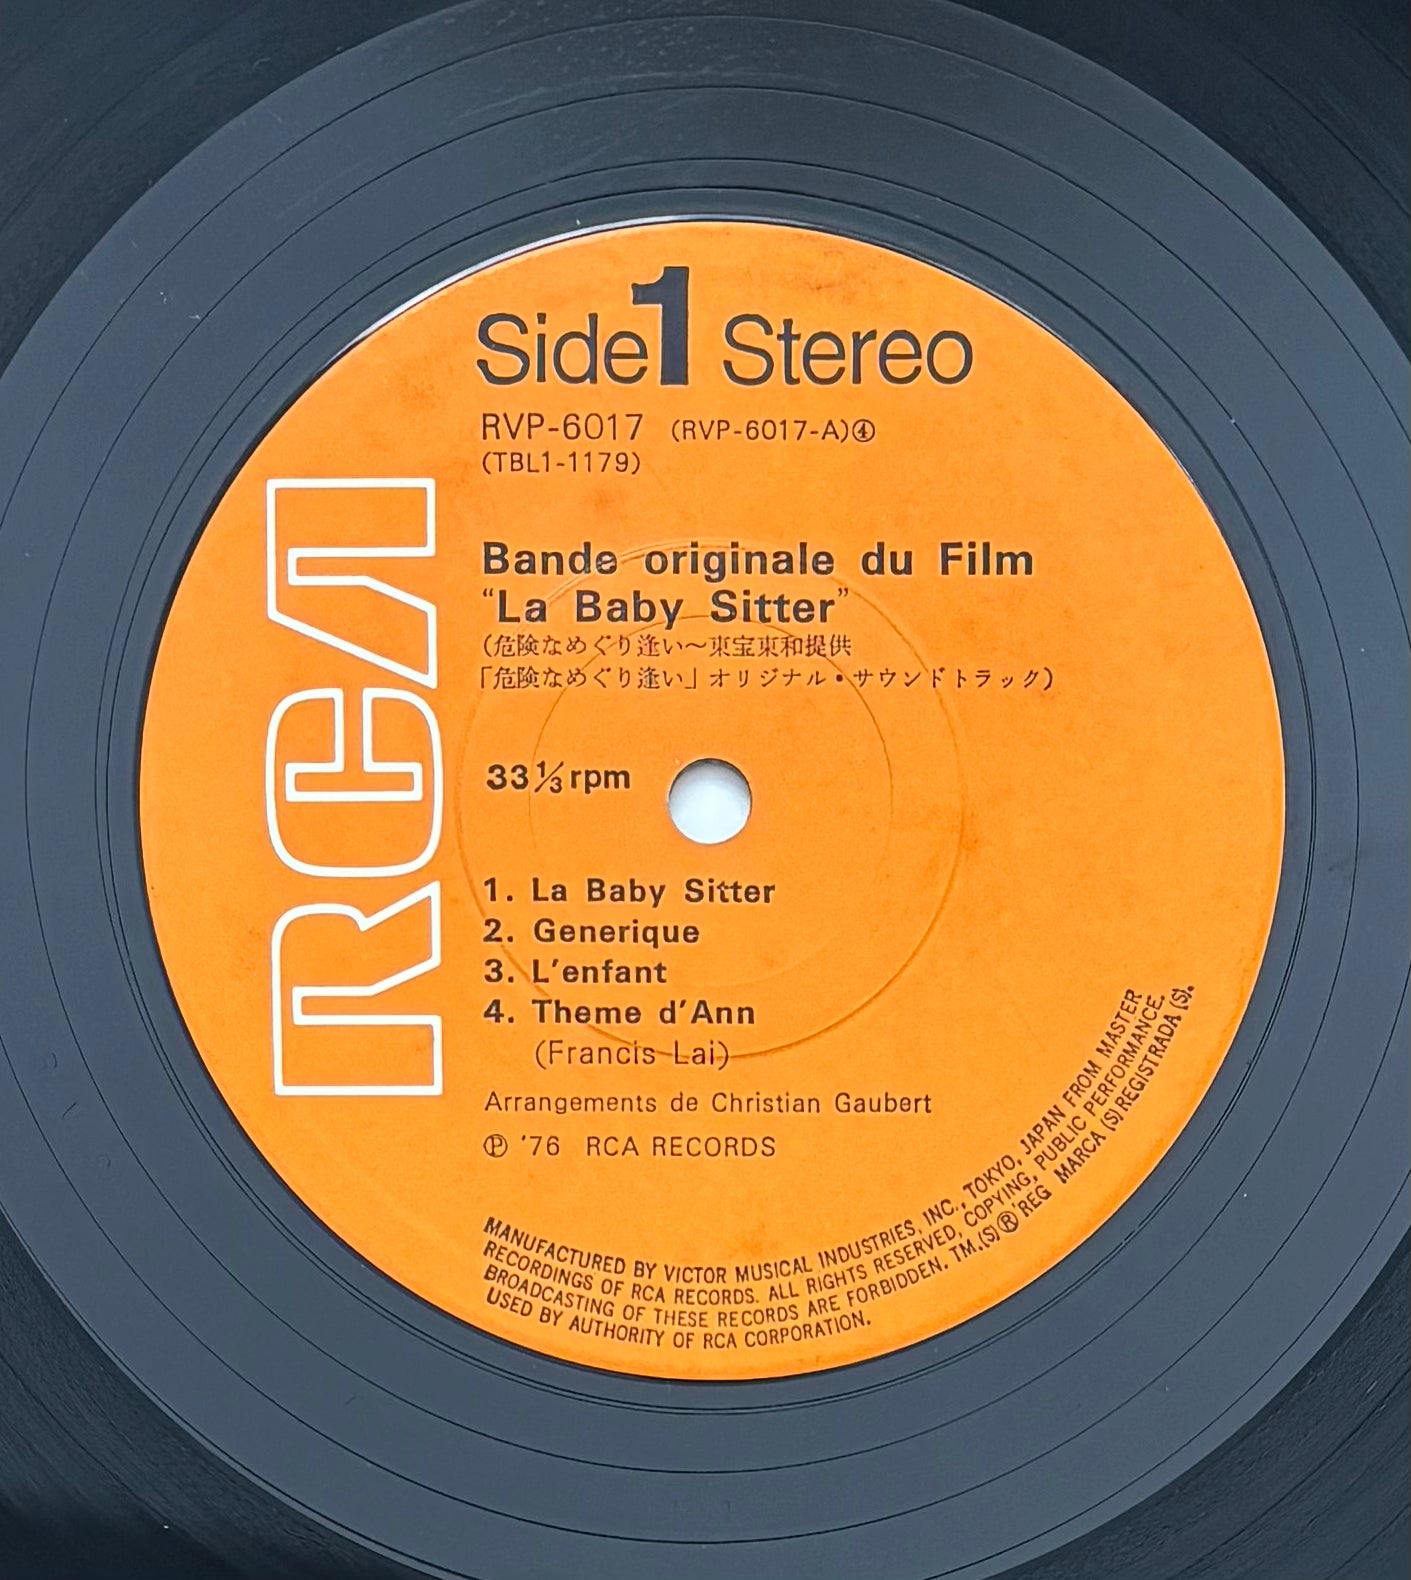 RCA
Side 1 Stereo
RVP-6017 (RVP-6017-A)④
(TBL1-1179)
Bande originale du Film
“La Baby Sitter”
(危険なめぐり逢い～東宝東和提供
「危険なめぐり逢い」オリジナル・サウンドトラック)
33⅓rpm
1. La Baby Sitter
2. Generique
3. L'enfant
4. Theme d'Ann
(Francis Lai)
Arrangements de Christian Gaubert
Ⓟ '76 RCA RECORDS
MANUFACTURED BY VICTOR MUSICAL INDUSTRIES, INC., TOKYO, JAPAN FROM MASTER
RECORDINGS OF RCA RECORDS. ALL RIGHTS RESERVED, COPYING, PUBLIC PERFORMANCE,
BROADCASTING OF THESE RECORDS ARE FORBIDDEN. TM.(S)® REG MARCA (S) REGISTRADA (S).
USED BY AUTHORITY OF RCA CORPORATION.